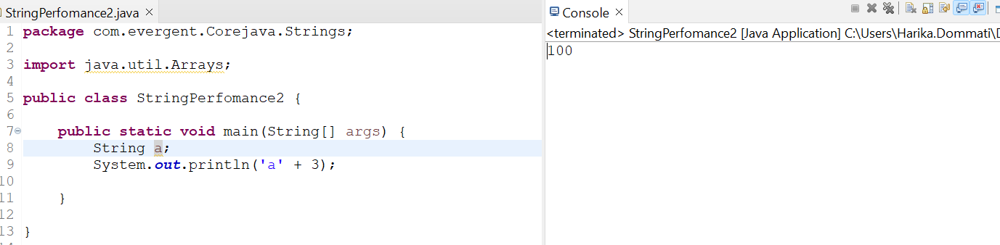 StringPerfomance2.java ×
1 package com.evergent.Corejava.Strings;
2
3 import java.util.Arrays;
4
5 public class StringPerfomance2 {
6
7 public static void main(String[] args) {
8 String a;
9 System.out.println('a' + 3);
10
11 }
12
13 }
Console ×
<terminated> StringPerfomance2 [Java Application] C:\Users\Harika.Dommati\
100